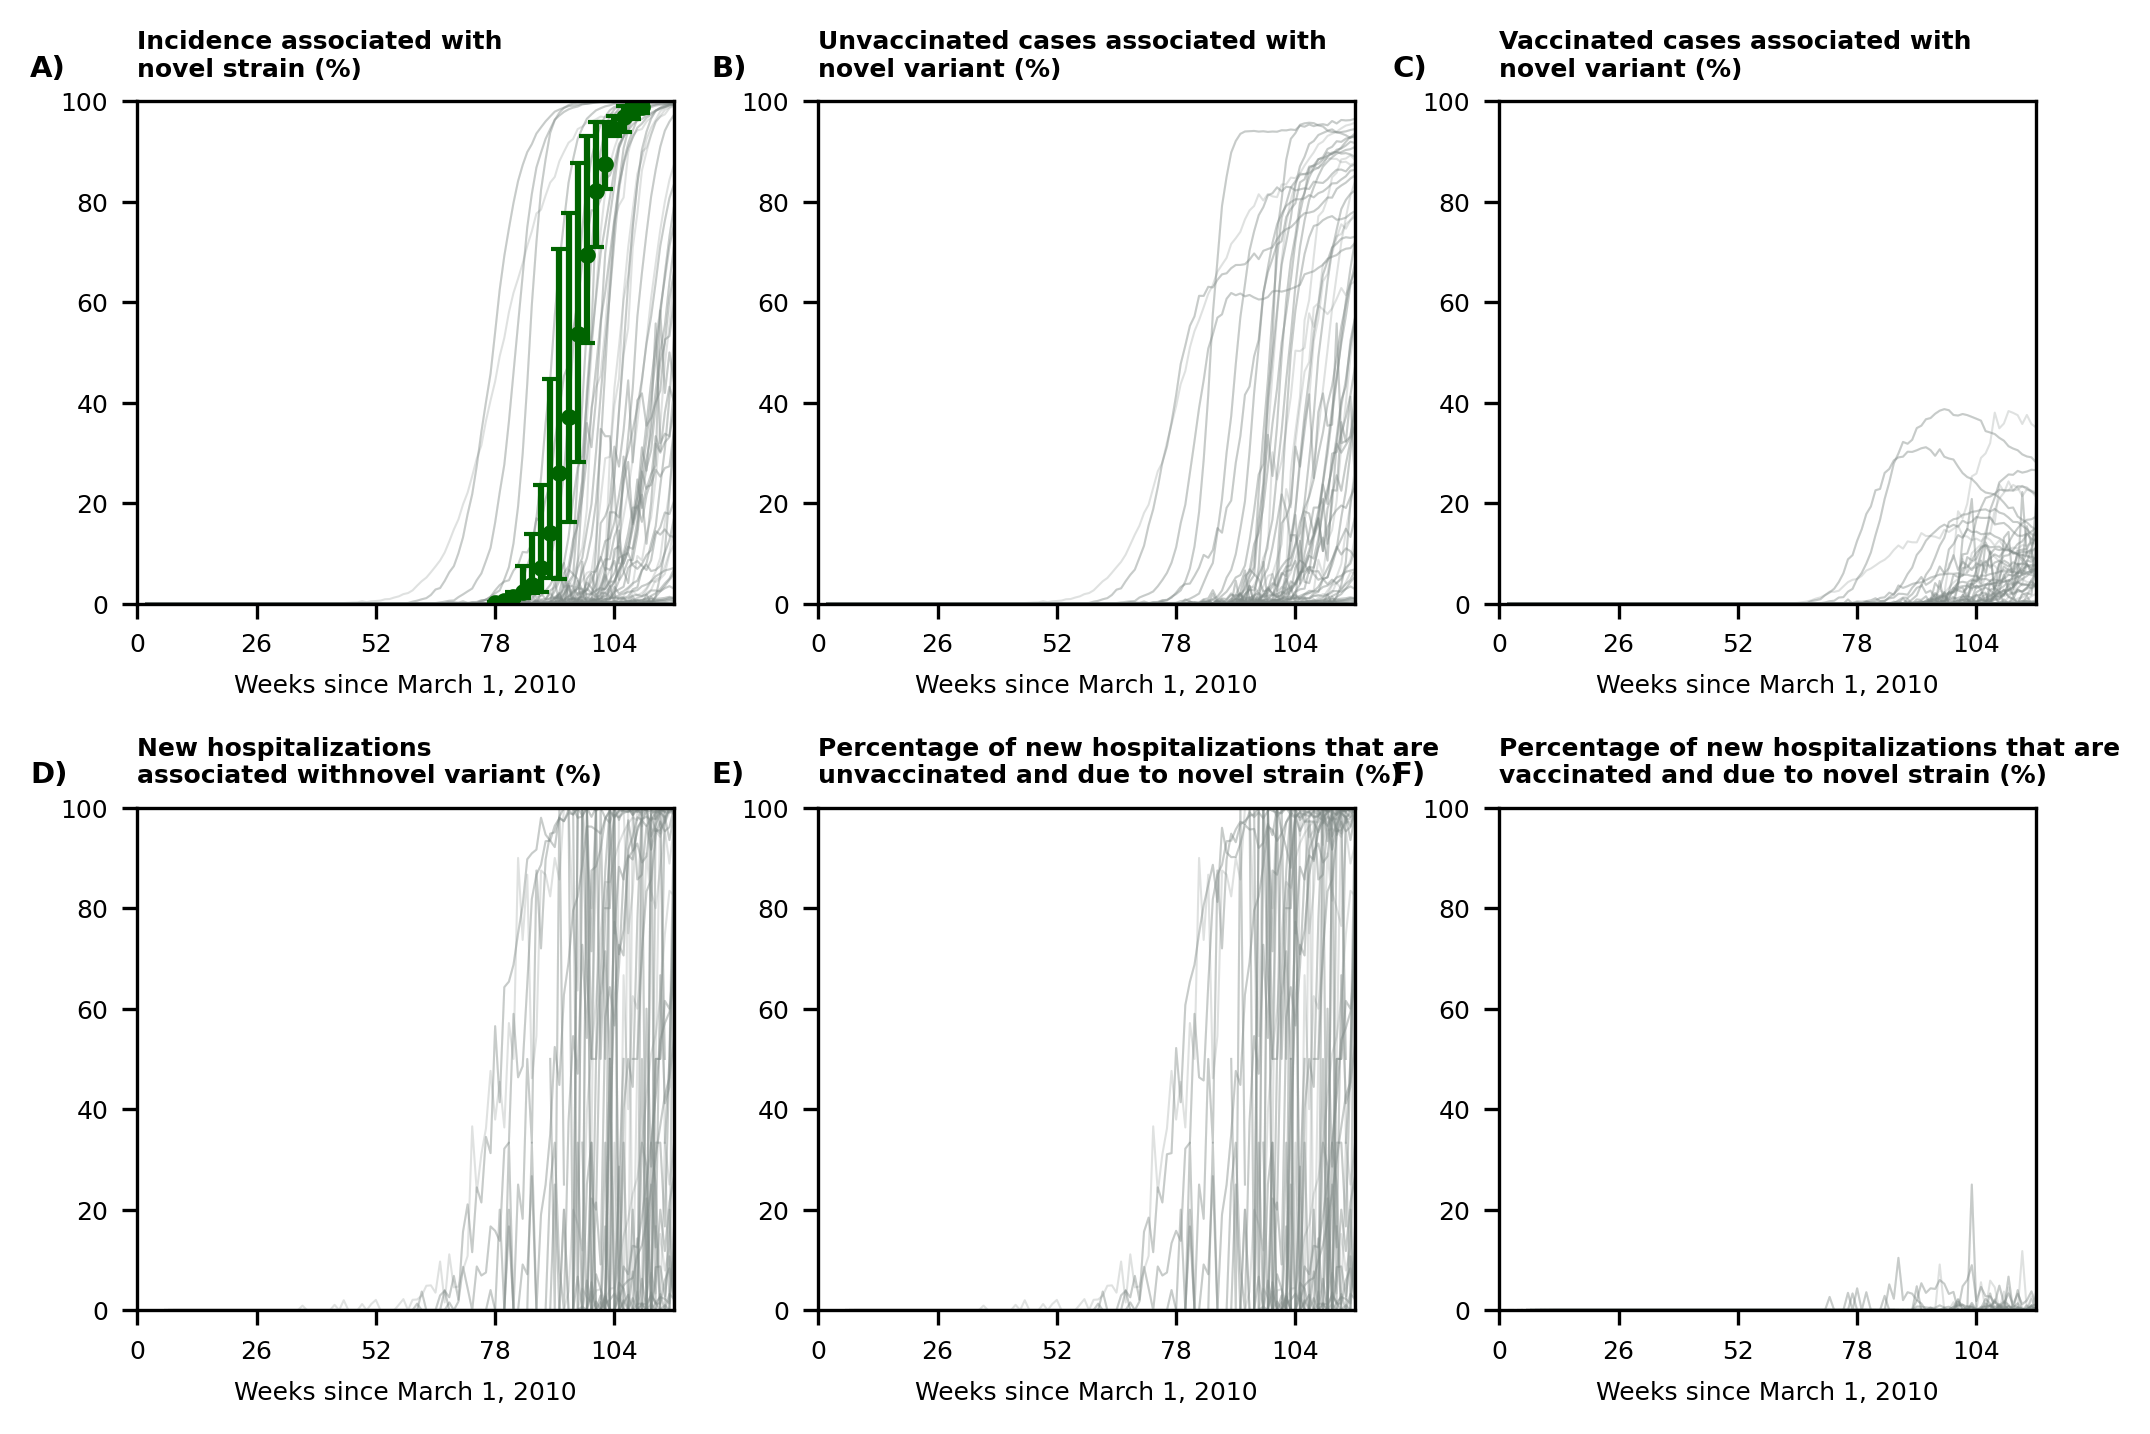 A)
Incidence associated with
novel strain (%)
100
80
60
40
20
0
0 26 52 78 104
Weeks since March 1, 2010
B)
Unvaccinated cases associated with
novel variant (%)
100
80
60
40
20
0
0 26 52 78 104
Weeks since March 1, 2010
C)
Vaccinated cases associated with
novel variant (%)
100
80
60
40
20
0
0 26 52 78 104
Weeks since March 1, 2010
D)
New hospitalizations
associated withnovel variant (%)
100
80
60
40
20
0
0 26 52 78 104
Weeks since March 1, 2010
E)
Percentage of new hospitalizations that are
unvaccinated and due to novel strain (%)
100
80
60
40
20
0
0 26 52 78 104
Weeks since March 1, 2010
F)
Percentage of new hospitalizations that are
vaccinated and due to novel strain (%)
100
80
60
40
20
0
0 26 52 78 104
Weeks since March 1, 2010